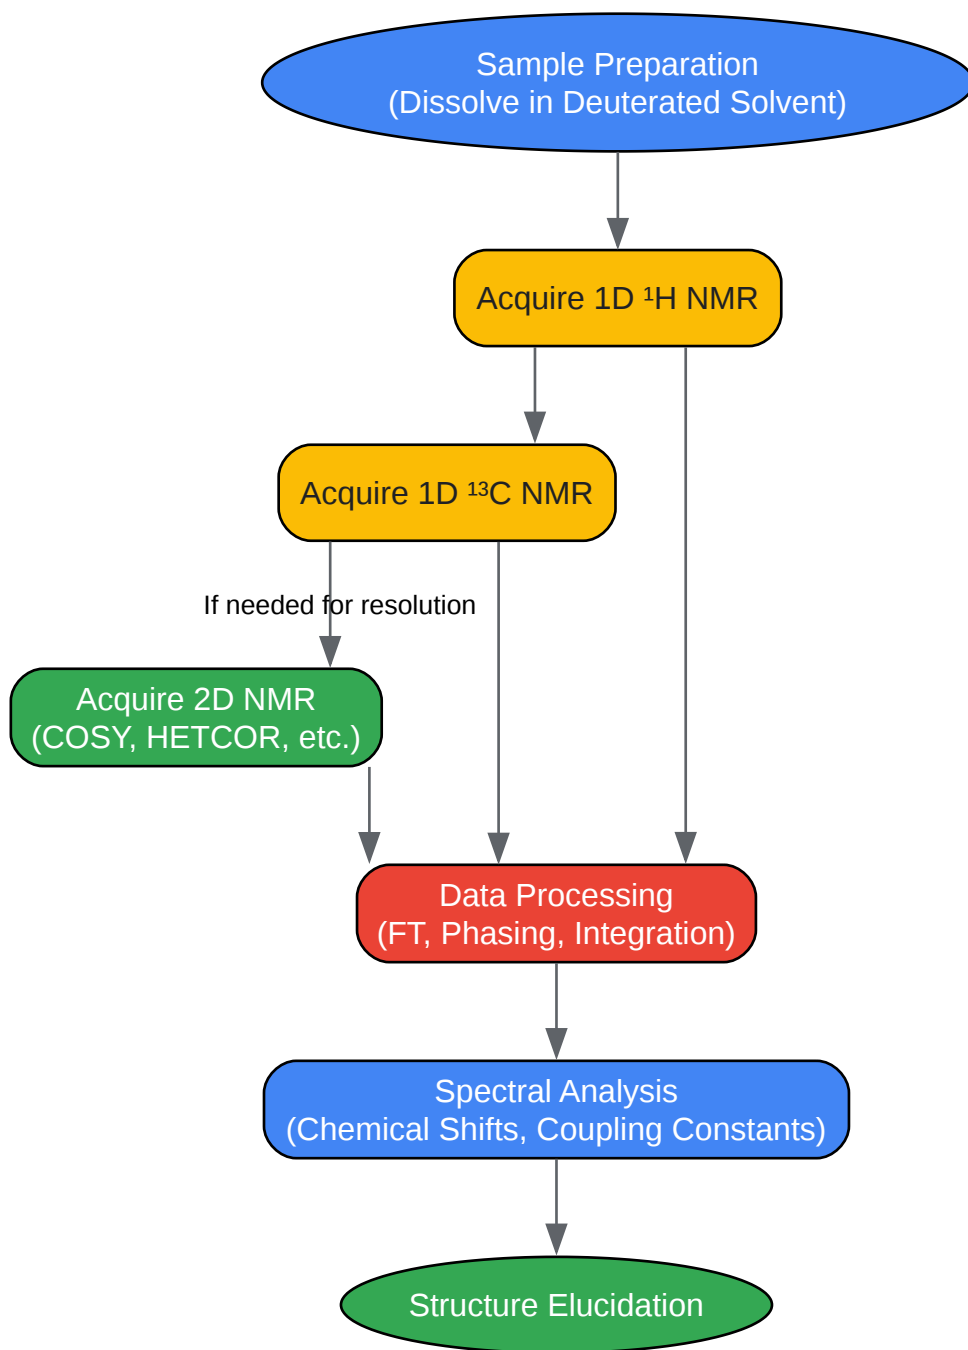 Sample Preparation
(Dissolve in Deuterated Solvent)
Acquire 1D ¹H NMR
Acquire 1D ¹³C NMR
If needed for resolution
Acquire 2D NMR
(COSY, HETCOR, etc.)
Data Processing
(FT, Phasing, Integration)
Spectral Analysis
(Chemical Shifts, Coupling Constants)
Structure Elucidation